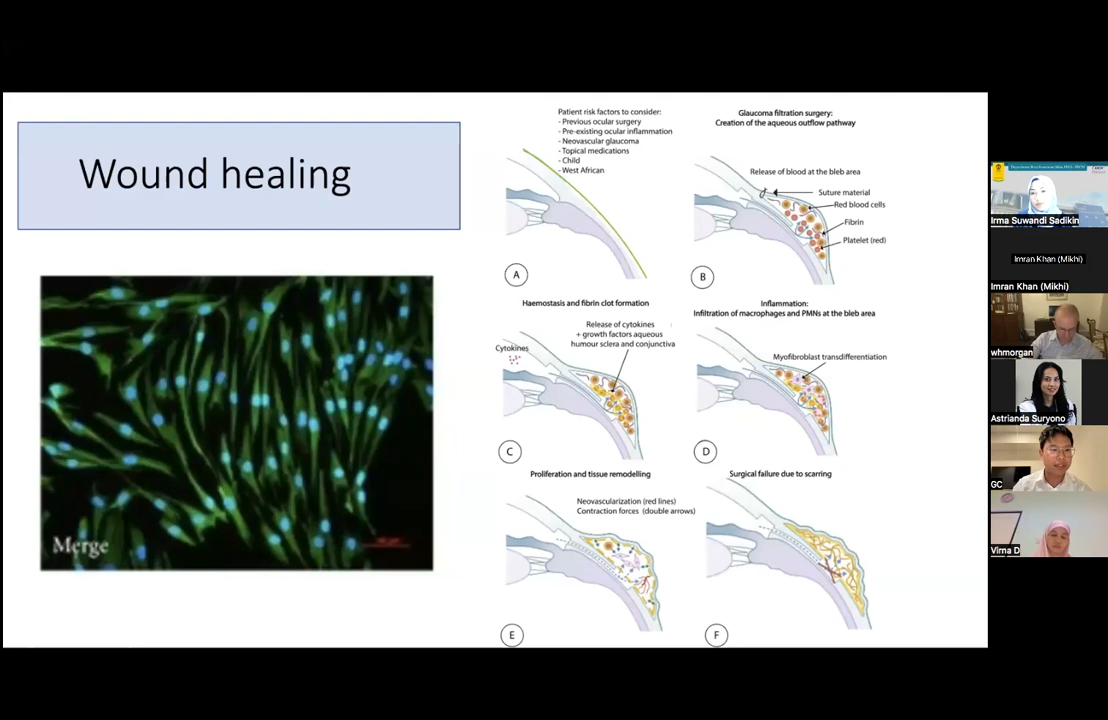 Wound healing
Merge
Patient risk factors to consider:
- Previous ocular surgery
- Pre-existing ocular inflammation
- Neovascular glaucoma
- Topical medications
- Child
- West African
A
Glaucoma filtration surgery:
Creation of the aqueous outflow pathway
Release of blood at the bleb area
Suture material
Red blood cells
Fibrin
Platelet (red)
B
Haemostasis and fibrin clot formation
Release of cytokines
+ growth factors aqueous
humour sclera and conjunctiva
Cytokines
C
Inflammation:
Infiltration of macrophages and PMNs at the bleb area
Myofibroblast transdifferentiation
D
Proliferation and tissue remodelling
Neovascularization (red lines)
Contraction forces (double arrows)
E
Surgical failure due to scarring
F
Irma Suwandi Sadikin
Imran Khan (Mikhi)
Imran Khan (Mikhi)
whmorgan
Astrianda Suryono
GC
Virna D